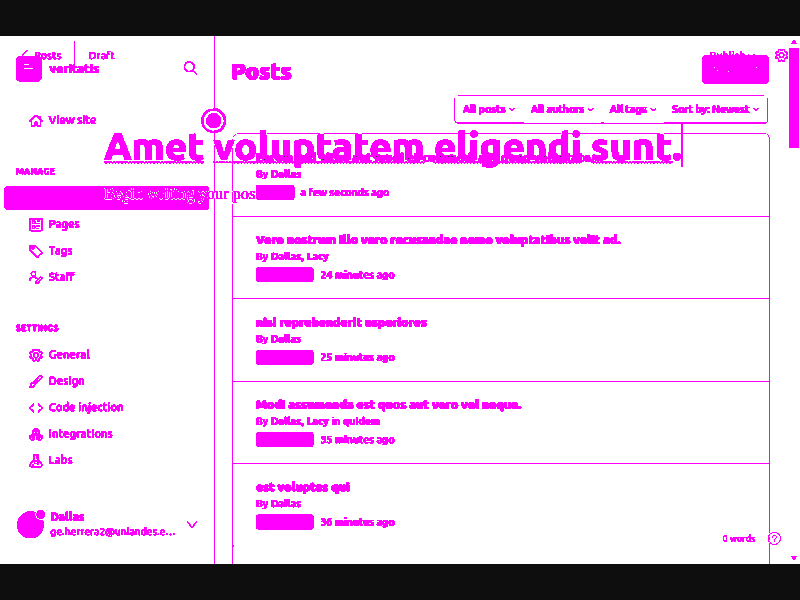 Posts
Draft
veritatis
Posts
Publish
View site
All posts
All authors
All tags
Sort by: Newest
Amet voluptatem eligendi sunt.
MANAGE
By Dallas
Begin writing your pos
a few seconds ago
Pages
Tags
Staff
Vero nostrum illo vero recusandae nemo voluptatibus velit ad.
By Dallas, Lacy
24 minutes ago
SETTINGS
nisi reprehenderit asperiores
By Dallas
25 minutes ago
General
Design
Code injection
Integrations
Labs
Modi assumenda est quos aut vero vel neque.
By Dallas, Lacy in quidem
35 minutes ago
est voluptas qui
By Dallas
36 minutes ago
Dallas
ge.herrera2@uniandes.e...
0 words